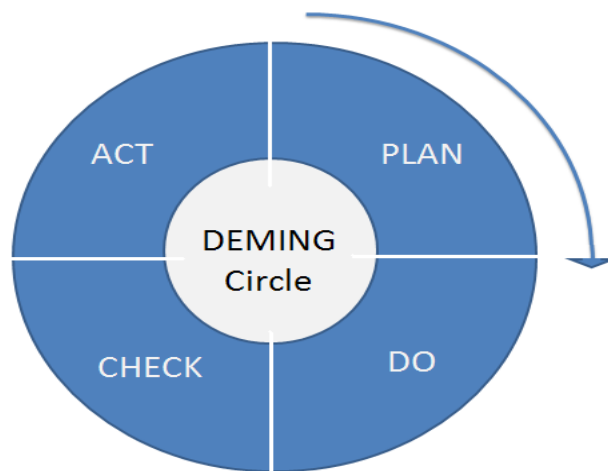 ACT
PLAN
DEMING
Circle
CHECK
DO